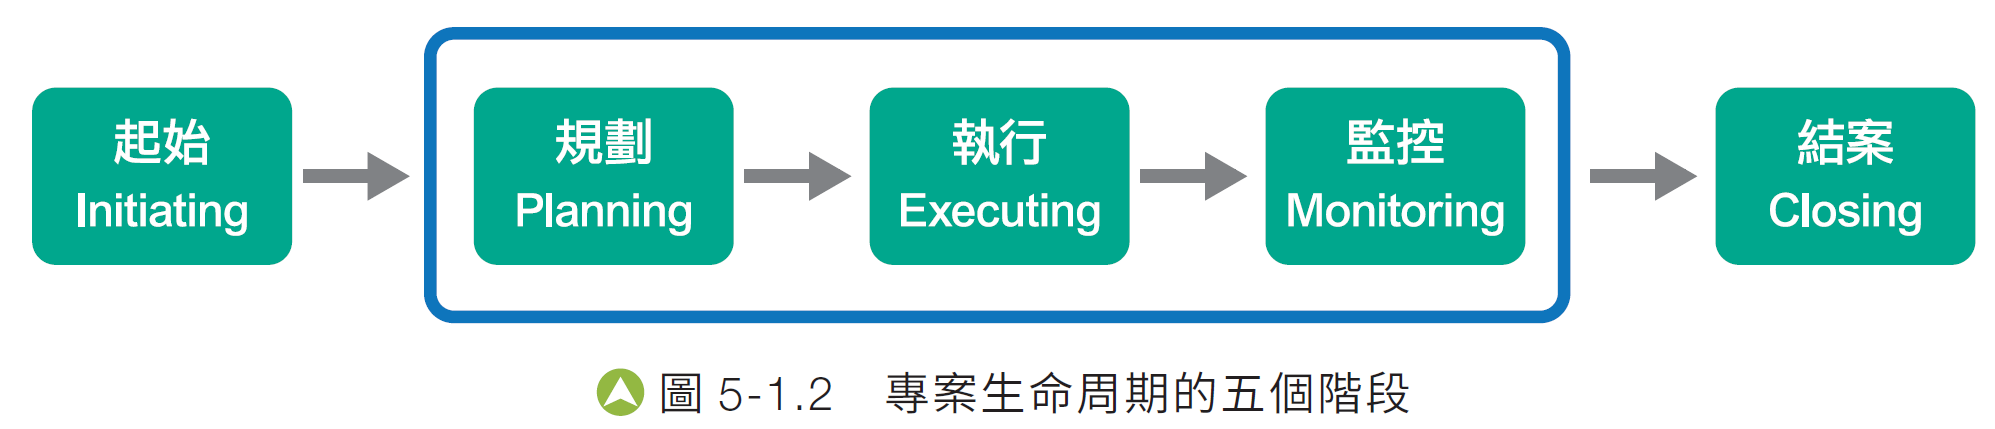 起始
Initiating
規劃
Planning
執行
Executing
監控
Monitoring
結案
Closing
圖 5-1.2 專案生命周期的五個階段